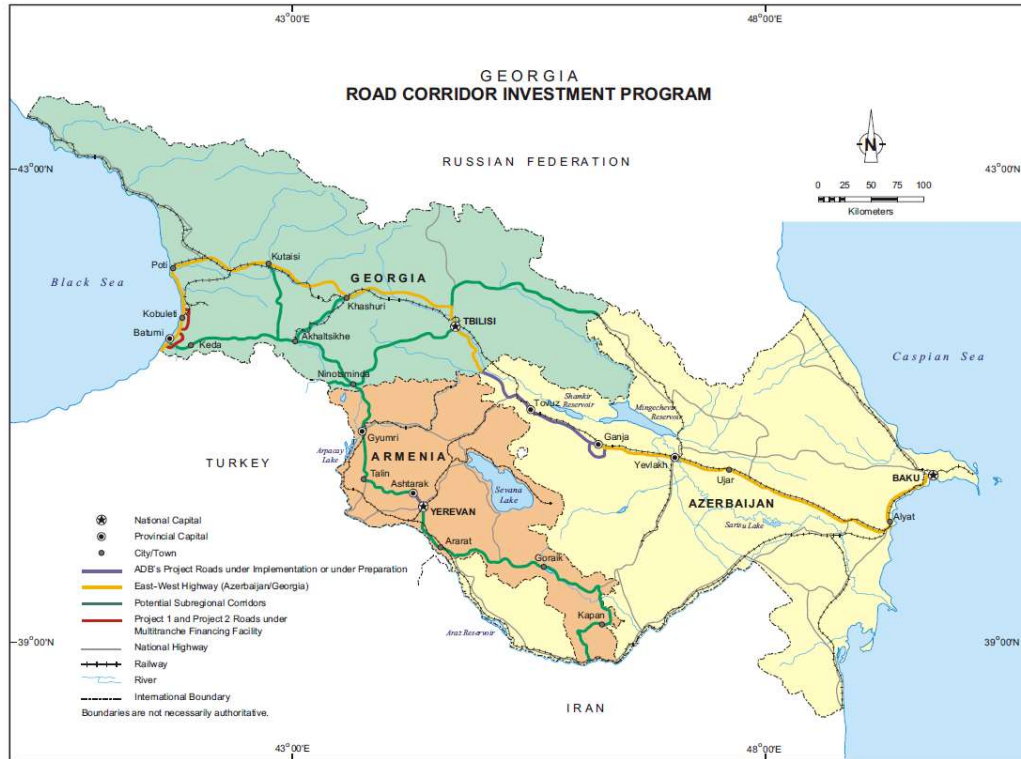 43°00'E
48°00'E
GEORGIA
ROAD CORRIDOR INVESTMENT PROGRAM
N
0 25 50 75 100
Kilometers
43°00'N
43°00'N
RUSSIAN FEDERATION
Black Sea
Poti
Kutaisi
GEORGIA
Khashuri
Kobuleti
TBILISI
Batumi
Keda
Akhaltsikhe
Caspian Sea
Ninotsminda
Shamkir
Reservoir
Mingechevir
Reservoir
Tovuz
Gyumri
Ganja
Arpacay
Lake
ARMENIA
TURKEY
Yevlakh
Talin
Ashtarak
Sevana
Lake
Ujar
BAKU
AZERBAIJAN
YEREVAN
Sarisu Lake
Alyat
Ararat
Goraik
Kapan
Araz Reservoir
39°00'N
39°00'N
IRAN
National Capital
Provincial Capital
City/Town
ADB's Project Roads under Implementation or under Preparation
East–West Highway (Azerbaijan/Georgia)
Potential Subregional Corridors
Project 1 and Project 2 Roads under
Multitranche Financing Facility
National Highway
Railway
River
International Boundary
Boundaries are not necessarily authoritative.
43°00'E
48°00'E